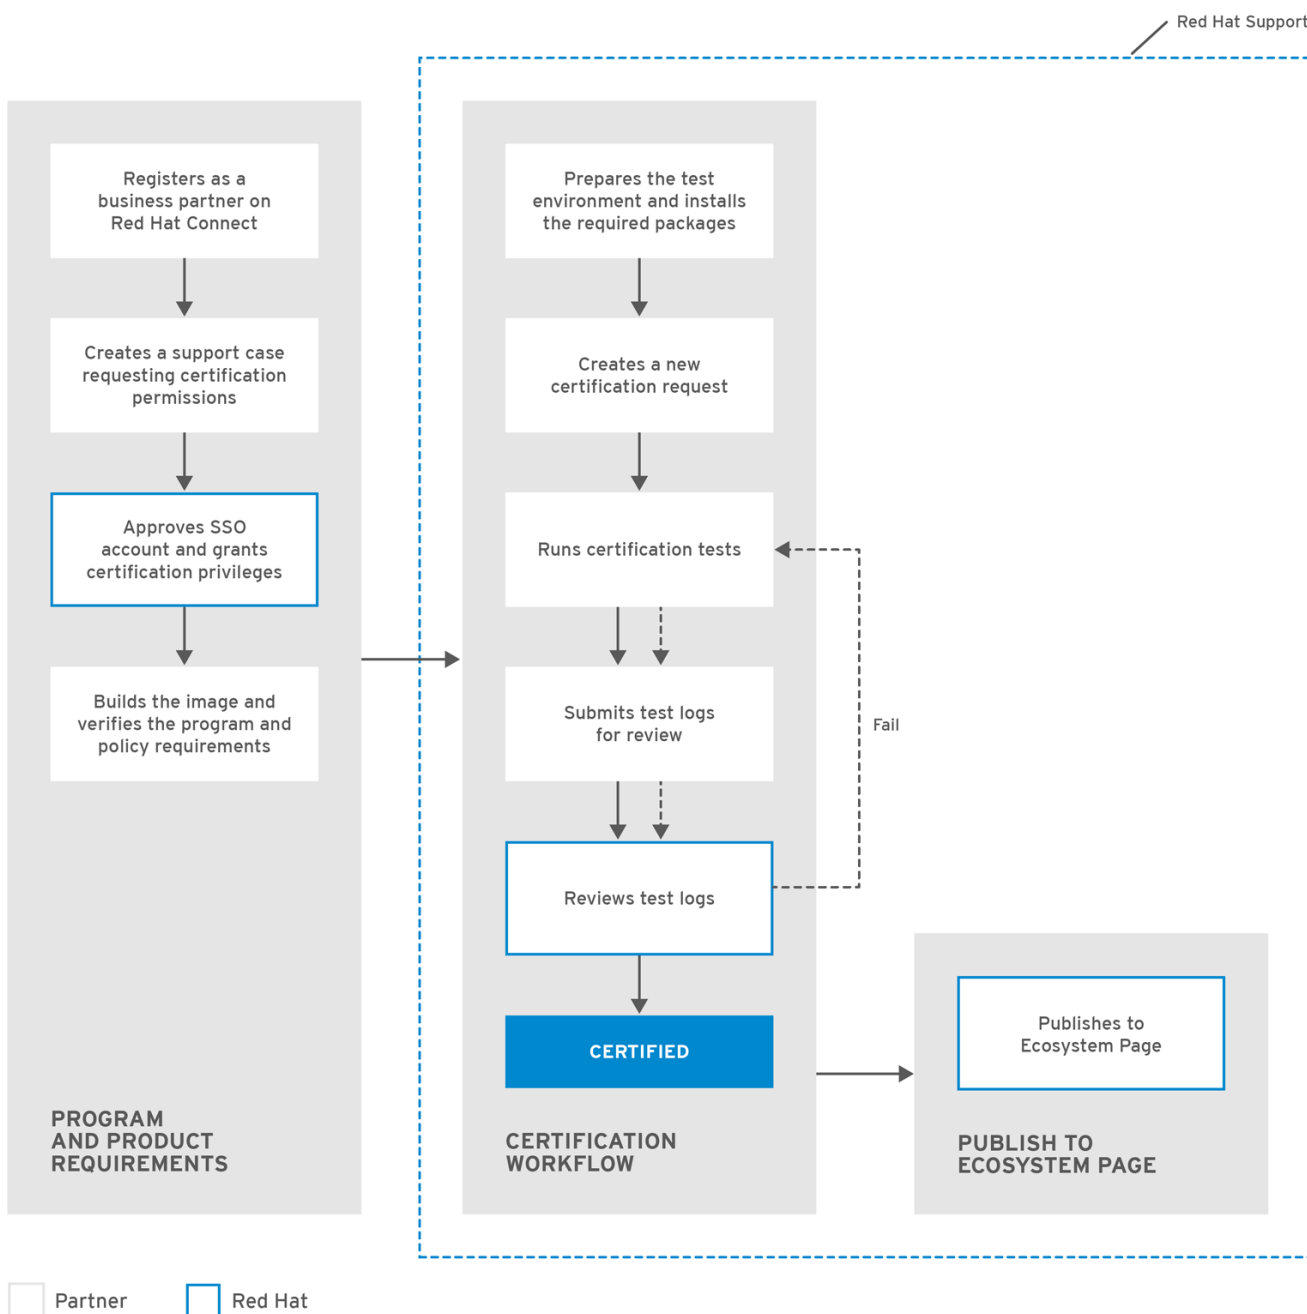 Red Hat Support
Registers as a
business partner on
Red Hat Connect
Creates a support case
requesting certification
permissions
Approves SSO
account and grants
certification privileges
Builds the image and
verifies the program and
policy requirements
PROGRAM
AND PRODUCT
REQUIREMENTS
Prepares the test
environment and installs
the required packages
Creates a new
certification request
Runs certification tests
Submits test logs
for review
Fail
Reviews test logs
CERTIFIED
CERTIFICATION
WORKFLOW
Publishes to
Ecosystem Page
PUBLISH TO
ECOSYSTEM PAGE
Partner
Red Hat